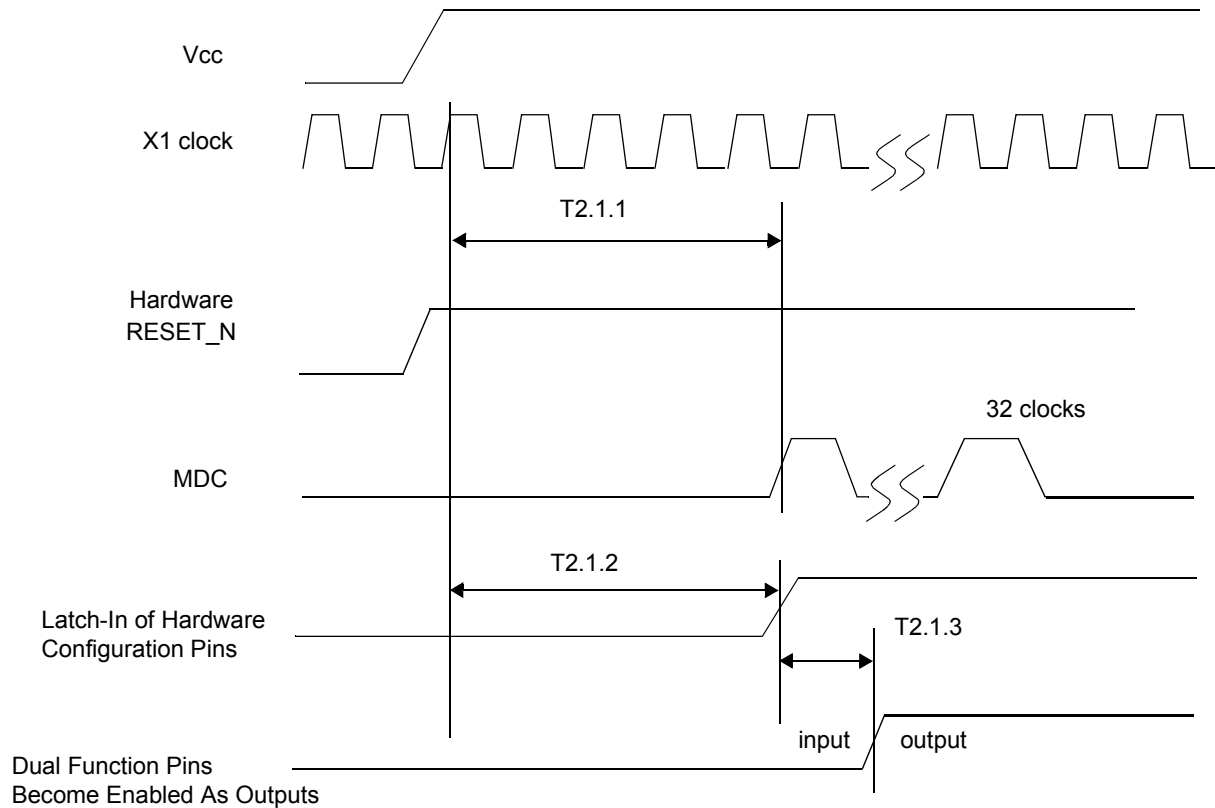 Vcc
X1 clock
T2.1.1
Hardware
RESET_N
32 clocks
MDC
T2.1.2
Latch-In of Hardware
Configuration Pins
T2.1.3
input
output
Dual Function Pins
Become Enabled As Outputs